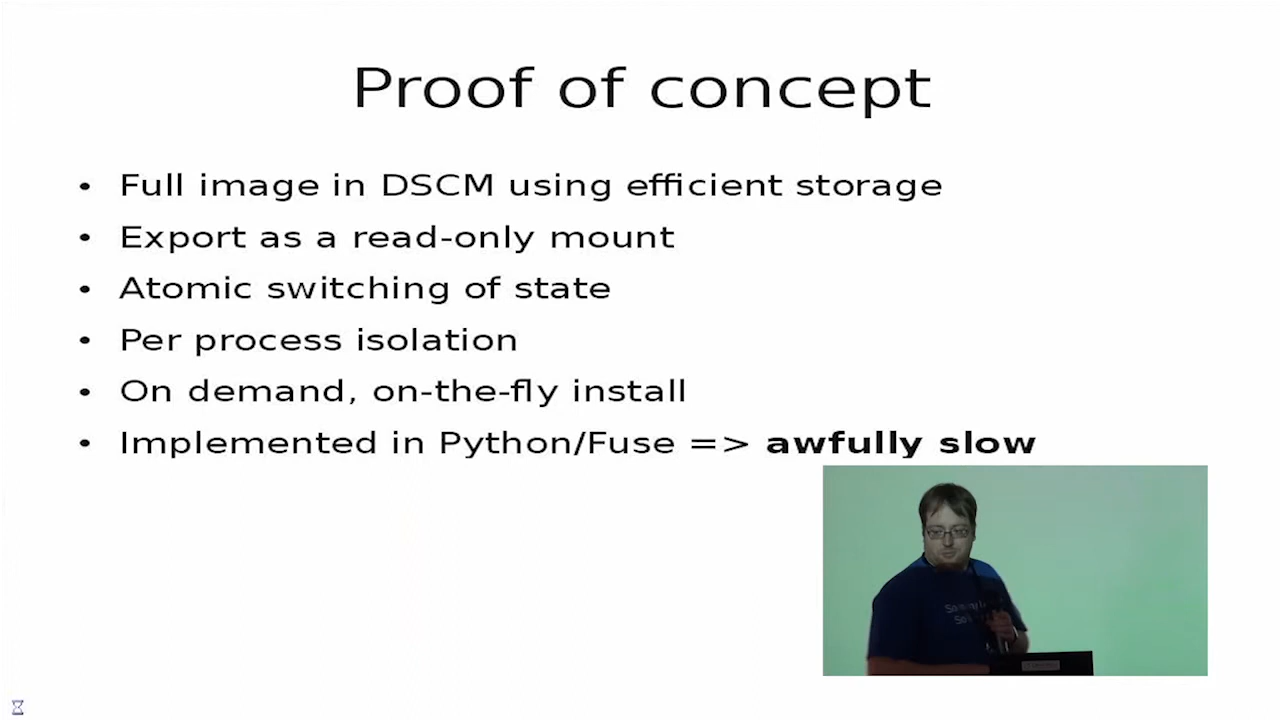 Proof of concept
• Full image in DSCM using efficient storage
• Export as a read-only mount
• Atomic switching of state
• Per process isolation
• On demand, on-the-fly install
• Implemented in Python/Fuse => awfully slow